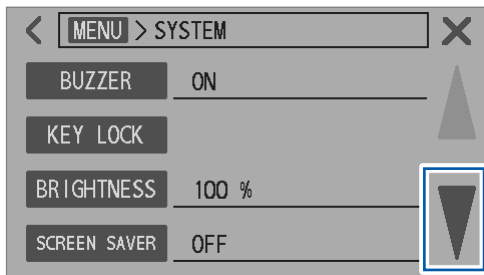 MENU > SYSTEM
BUZZER ON
KEY LOCK
BRIGHTNESS 100 %
SCREEN SAVER OFF